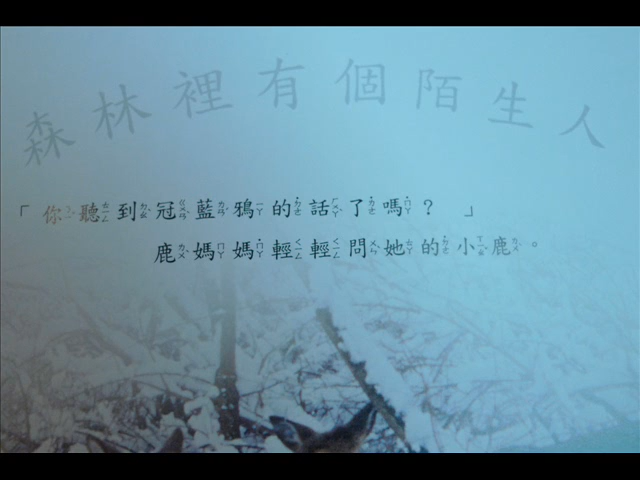 森林裡有個陌生人
「你聽到冠藍鴉的話了嗎？」
鹿媽媽輕輕問她的小鹿。